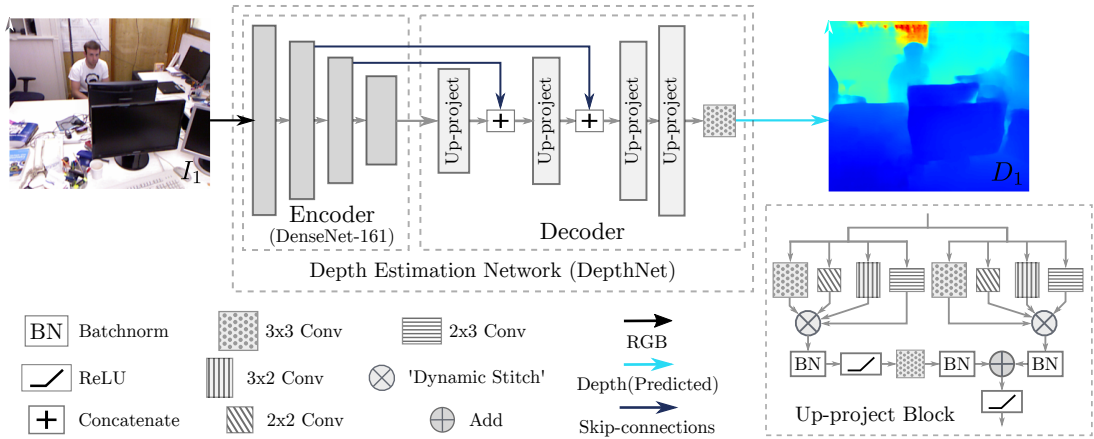 I1
Encoder
(DenseNet-161)
Up-project
+
Up-project
+
Up-project
Up-project
Decoder
Depth Estimation Network (DepthNet)
D1
BN
BN
BN
Up-project Block
BN Batchnorm
3x3 Conv
2x3 Conv
RGB
ReLU
3x2 Conv
'Dynamic Stitch'
Depth(Predicted)
+ Concatenate
2x2 Conv
Add
Skip-connections